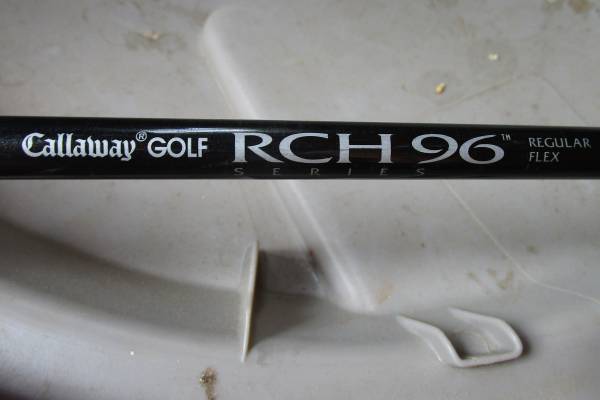 Callaway® GOLF RCH 96™ REGULAR
SERIES FLEX